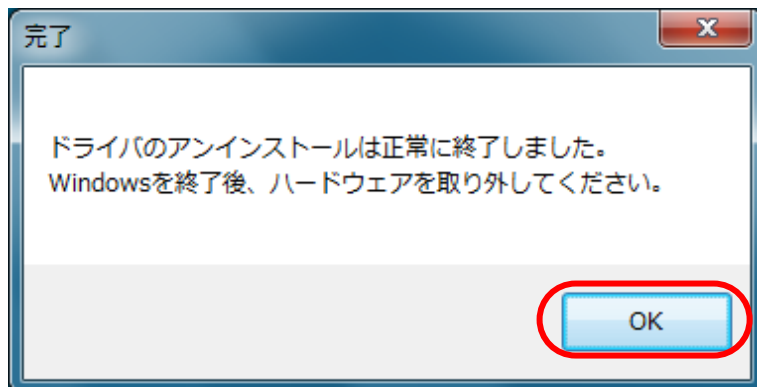 完了
ドライバのアンインストールは正常に終了しました。
Windowsを終了後、ハードウェアを取り外してください。
OK